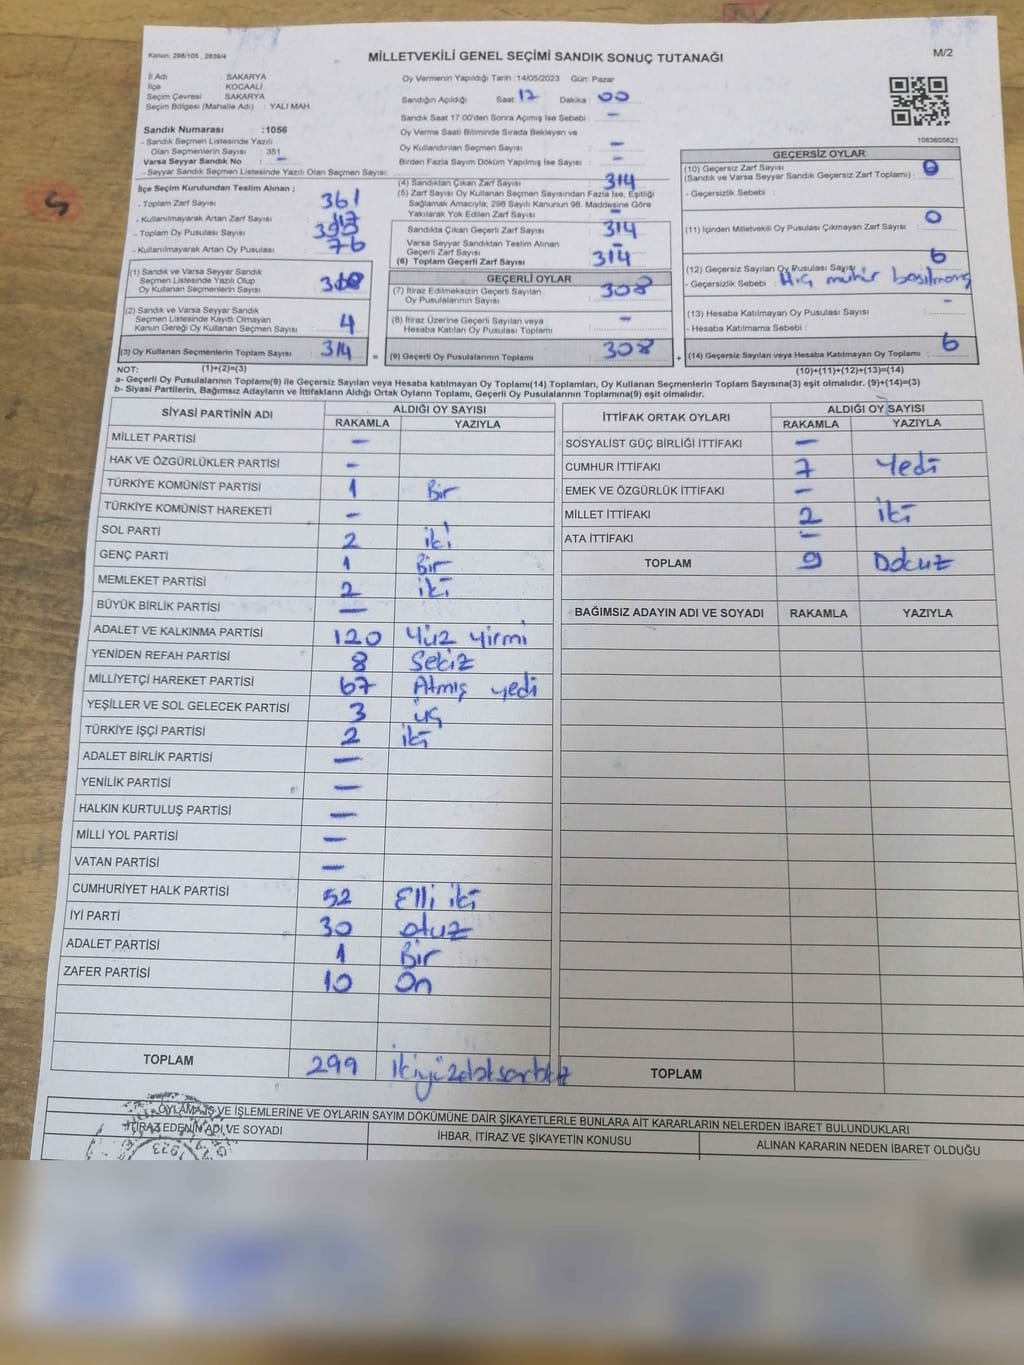 Kanun: 298/105 , 2839/4
MİLLETVEKİLİ GENEL SEÇİMİ SANDIK SONUÇ TUTANAĞI
M/2
İl Adı : SAKARYA
İlçe : KOCAALİ
Seçim Çevresi : SAKARYA
Seçim Bölgesi (Mahalle Adı) : YALI MAH.
Sandık Numarası :1056
- Sandık Seçmen Listesinde Yazılı
Olan Seçmenlerin Sayısı : 351
Varsa Seyyar Sandık No : -
- Seyyar Sandık Seçmen Listesinde Yazılı Olan Seçmen Sayısı:
Oy Vermenin Yapıldığı Tarih :14/05/2023 Gün: Pazar
Sandığın Açıldığı Saat 12 Dakika 00
Sandık Saat 17.00'den Sonra Açılmış İse Sebebi : -
Oy Verme Saati Bitiminde Sırada Bekleyen ve
Oy Kullandırılan Seçmen Sayısı : -
Birden Fazla Sayım Döküm Yapılmış İse Sayısı : -
1083605621
İlçe Seçim Kurulundan Teslim Alınan ;
- Toplam Zarf Sayısı : 361
- Kullanılmayarak Artan Zarf Sayısı :
- Toplam Oy Pusulası Sayısı :
- Kullanılmayarak Artan Oy Pusulası : 76
(1) Sandık ve Varsa Seyyar Sandık
Seçmen Listesinde Yazılı Olup
Oy Kullanan Seçmenlerin Sayısı :
(2) Sandık ve Varsa Seyyar Sandık
Seçmen Listesinde Kayıtlı Olmayan
Kanun Gereği Oy Kullanan Seçmen Sayısı : 4
(3) Oy Kullanan Seçmenlerin Toplam Sayısı : 314
(1)+(2)=(3)
(4) Sandıktan Çıkan Zarf Sayısı : 314
(5) Zarf Sayısı Oy Kullanan Seçmen Sayısından Fazla İse, Eşitliği
Sağlamak Amacıyla; 298 Sayılı Kanunun 98. Maddesine Göre
Yakılarak Yok Edilen Zarf Sayısı : -
Sandıkta Çıkan Geçerli Zarf Sayısı : 314
Varsa Seyyar Sandıktan Teslim Alınan
Geçerli Zarf Sayısı : -
(6) Toplam Geçerli Zarf Sayısı : 314
GEÇERLİ OYLAR
(7) İtiraz Edilmeksizin Geçerli Sayılan
Oy Pusulalarının Sayısı : 308
(8) İtiraz Üzerine Geçerli Sayılan veya
Hesaba Katılan Oy Pusulası Toplamı : -
= (9) Geçerli Oy Pusulalarının Toplamı : 308
GEÇERSİZ OYLAR
(10) Geçersiz Zarf Sayısı : 0
(Sandık ve Varsa Seyyar Sandık Geçersiz Zarf Toplamı) :
- Geçersizlik Sebebi :
(11) İçinden Milletvekili Oy Pusulası Çıkmayan Zarf Sayısı : 0
(12) Geçersiz Sayılan Oy Pusulası Sayısı : 6
- Geçersizlik Sebebi : Hiç mühür basılmamış
(13) Hesaba Katılmayan Oy Pusulası Sayısı : -
- Hesaba Katılmama Sebebi :
+ (14) Geçersiz Sayılan veya Hesaba Katılmayan Oy Toplamı : 6
(10)+(11)+(12)+(13)=(14)
NOT:
a- Geçerli Oy Pusulalarının Toplamı(9) ile Geçersiz Sayılan veya Hesaba katılmayan Oy Toplamı(14) Toplamları, Oy Kullanan Seçmenlerin Toplam Sayısına(3) eşit olmalıdır. (9)+(14)=(3)
b- Siyasi Partilerin, Bağımsız Adayların ve İttifakların Aldığı Ortak Oyların Toplamı, Geçerli Oy Pusulalarının Toplamına(9) eşit olmalıdır.
SİYASİ PARTİNİN ADI ALDIĞI OY SAYISI
RAKAMLA YAZIYLA
MİLLET PARTİSİ -
HAK VE ÖZGÜRLÜKLER PARTİSİ -
TÜRKİYE KOMÜNİST PARTİSİ 1 Bir
TÜRKİYE KOMÜNİST HAREKETİ -
SOL PARTİ 2 iki
GENÇ PARTİ 1 Bir
MEMLEKET PARTİSİ 2 iki
BÜYÜK BİRLİK PARTİSİ -
ADALET VE KALKINMA PARTİSİ 120 Yüz yirmi
YENİDEN REFAH PARTİSİ 8 Sekiz
MİLLİYETÇİ HAREKET PARTİSİ 67 Atmış yedi
YEŞİLLER VE SOL GELECEK PARTİSİ 3 üç
TÜRKİYE İŞÇİ PARTİSİ 2 iki
ADALET BİRLİK PARTİSİ -
YENİLİK PARTİSİ -
HALKIN KURTULUŞ PARTİSİ -
MİLLİ YOL PARTİSİ -
VATAN PARTİSİ -
CUMHURİYET HALK PARTİSİ 52 Elli iki
İYİ PARTİ 30 otuz
ADALET PARTİSİ 1 Bir
ZAFER PARTİSİ 10 On
TOPLAM 299
İTTİFAK ORTAK OYLARI ALDIĞI OY SAYISI
RAKAMLA YAZIYLA
SOSYALİST GÜÇ BİRLİĞİ İTTİFAKI -
CUMHUR İTTİFAKI 7 Yedi
EMEK VE ÖZGÜRLÜK İTTİFAKI -
MİLLET İTTİFAKI 2 iki
ATA İTTİFAKI -
TOPLAM 9 Dokuz
BAĞIMSIZ ADAYIN ADI VE SOYADI RAKAMLA YAZIYLA
TOPLAM
OYLAMA İŞ VE İŞLEMLERİNE VE OYLARIN SAYIM DÖKÜMÜNE DAİR ŞİKAYETLERLE BUNLARA AİT KARARLARIN NELERDEN İBARET BULUNDUKLARI
İTİRAZ EDENİN ADI VE SOYADI
İHBAR, İTİRAZ VE ŞİKAYETİN KONUSU
ALINAN KARARIN NEDEN İBARET OLDUĞU